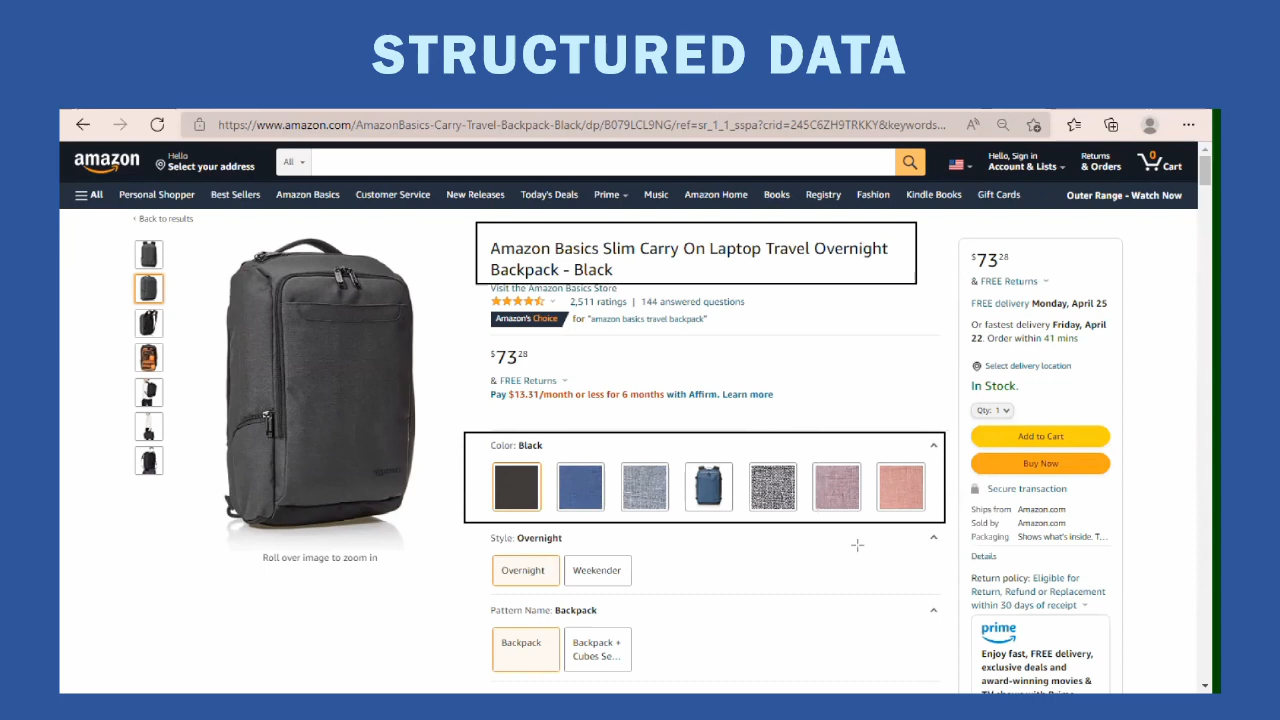 STRUCTURED DATA
https://www.amazon.com/AmazonBasics-Carry-Travel-Backpack-Black/dp/B079LCL9NG/ref=sr_1_1_sspa?crid=245C6ZH9TRKKY&keywords...
amazon
Hello
Select your address
All
Hello, Sign in
Account & Lists
Returns
& Orders
0
Cart
All
Personal Shopper
Best Sellers
Amazon Basics
Customer Service
New Releases
Today's Deals
Prime
Music
Amazon Home
Books
Registry
Fashion
Kindle Books
Gift Cards
Outer Range - Watch Now
‹ Back to results
Roll over image to zoom in
Amazon Basics Slim Carry On Laptop Travel Overnight
Backpack - Black
Visit the Amazon Basics Store
2,511 ratings | 144 answered questions
Amazon's Choice for "amazon basics travel backpack"
$73 28
& FREE Returns
Pay $13.31/month or less for 6 months with Affirm. Learn more
Color: Black
Style: Overnight
Overnight
Weekender
Pattern Name: Backpack
Backpack
Backpack +
Cubes Se...
$73 28
& FREE Returns
FREE delivery Monday, April 25
Or fastest delivery Friday, April
22. Order within 41 mins
Select delivery location
In Stock.
Qty: 1
Add to Cart
Buy Now
Secure transaction
Ships from Amazon.com
Sold by Amazon.com
Packaging Shows what's inside. T...
Details
Return policy: Eligible for
Return, Refund or Replacement
within 30 days of receipt
prime
Enjoy fast, FREE delivery,
exclusive deals and
award-winning movies &
TV shows with Prime